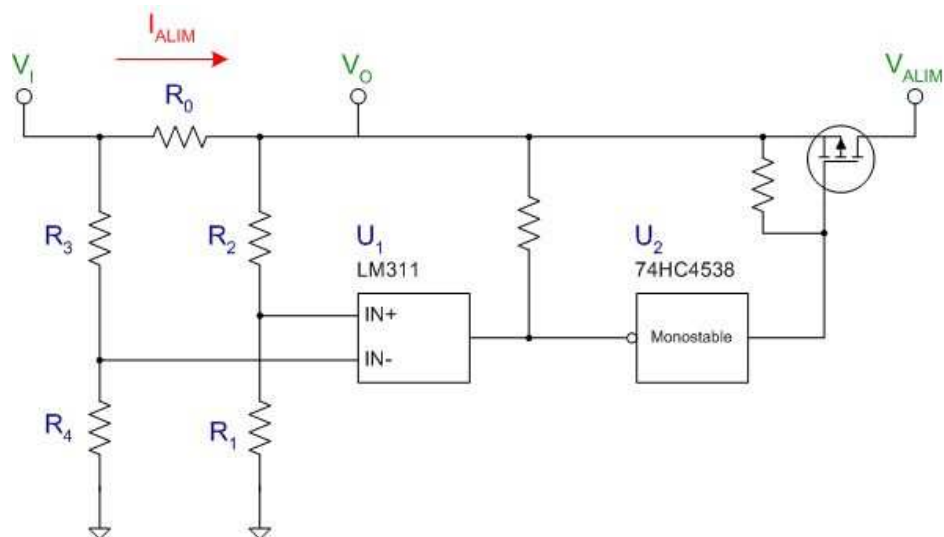 I_ALIM
V_I
V_O
V_ALIM
R_0
R_3
R_2
U_1
LM311
U_2
74HC4538
IN+
IN-
Monostable
R_4
R_1